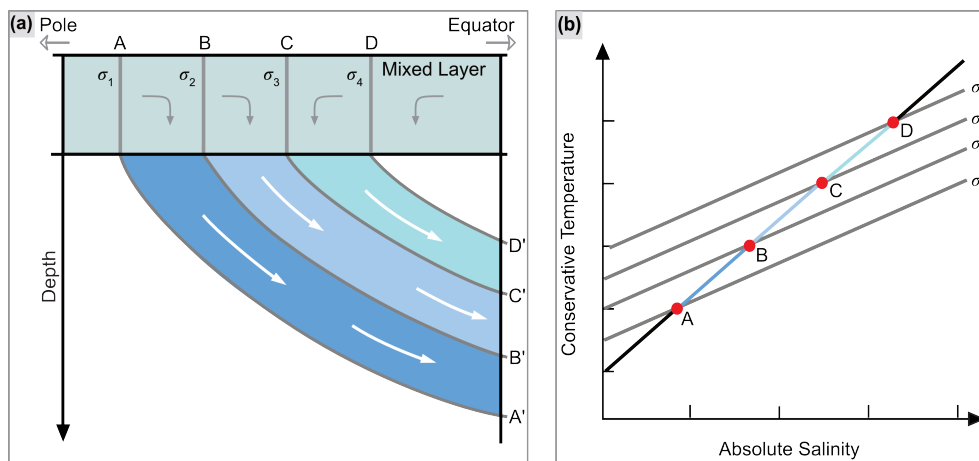 (a)
Pole A B C D Equator
σ1 σ2 σ3 σ4 Mixed Layer
Depth
D'
C'
B'
A'
(b)
Conservative Temperature
σ
D
σ
C
σ
B
σ
A
Absolute Salinity